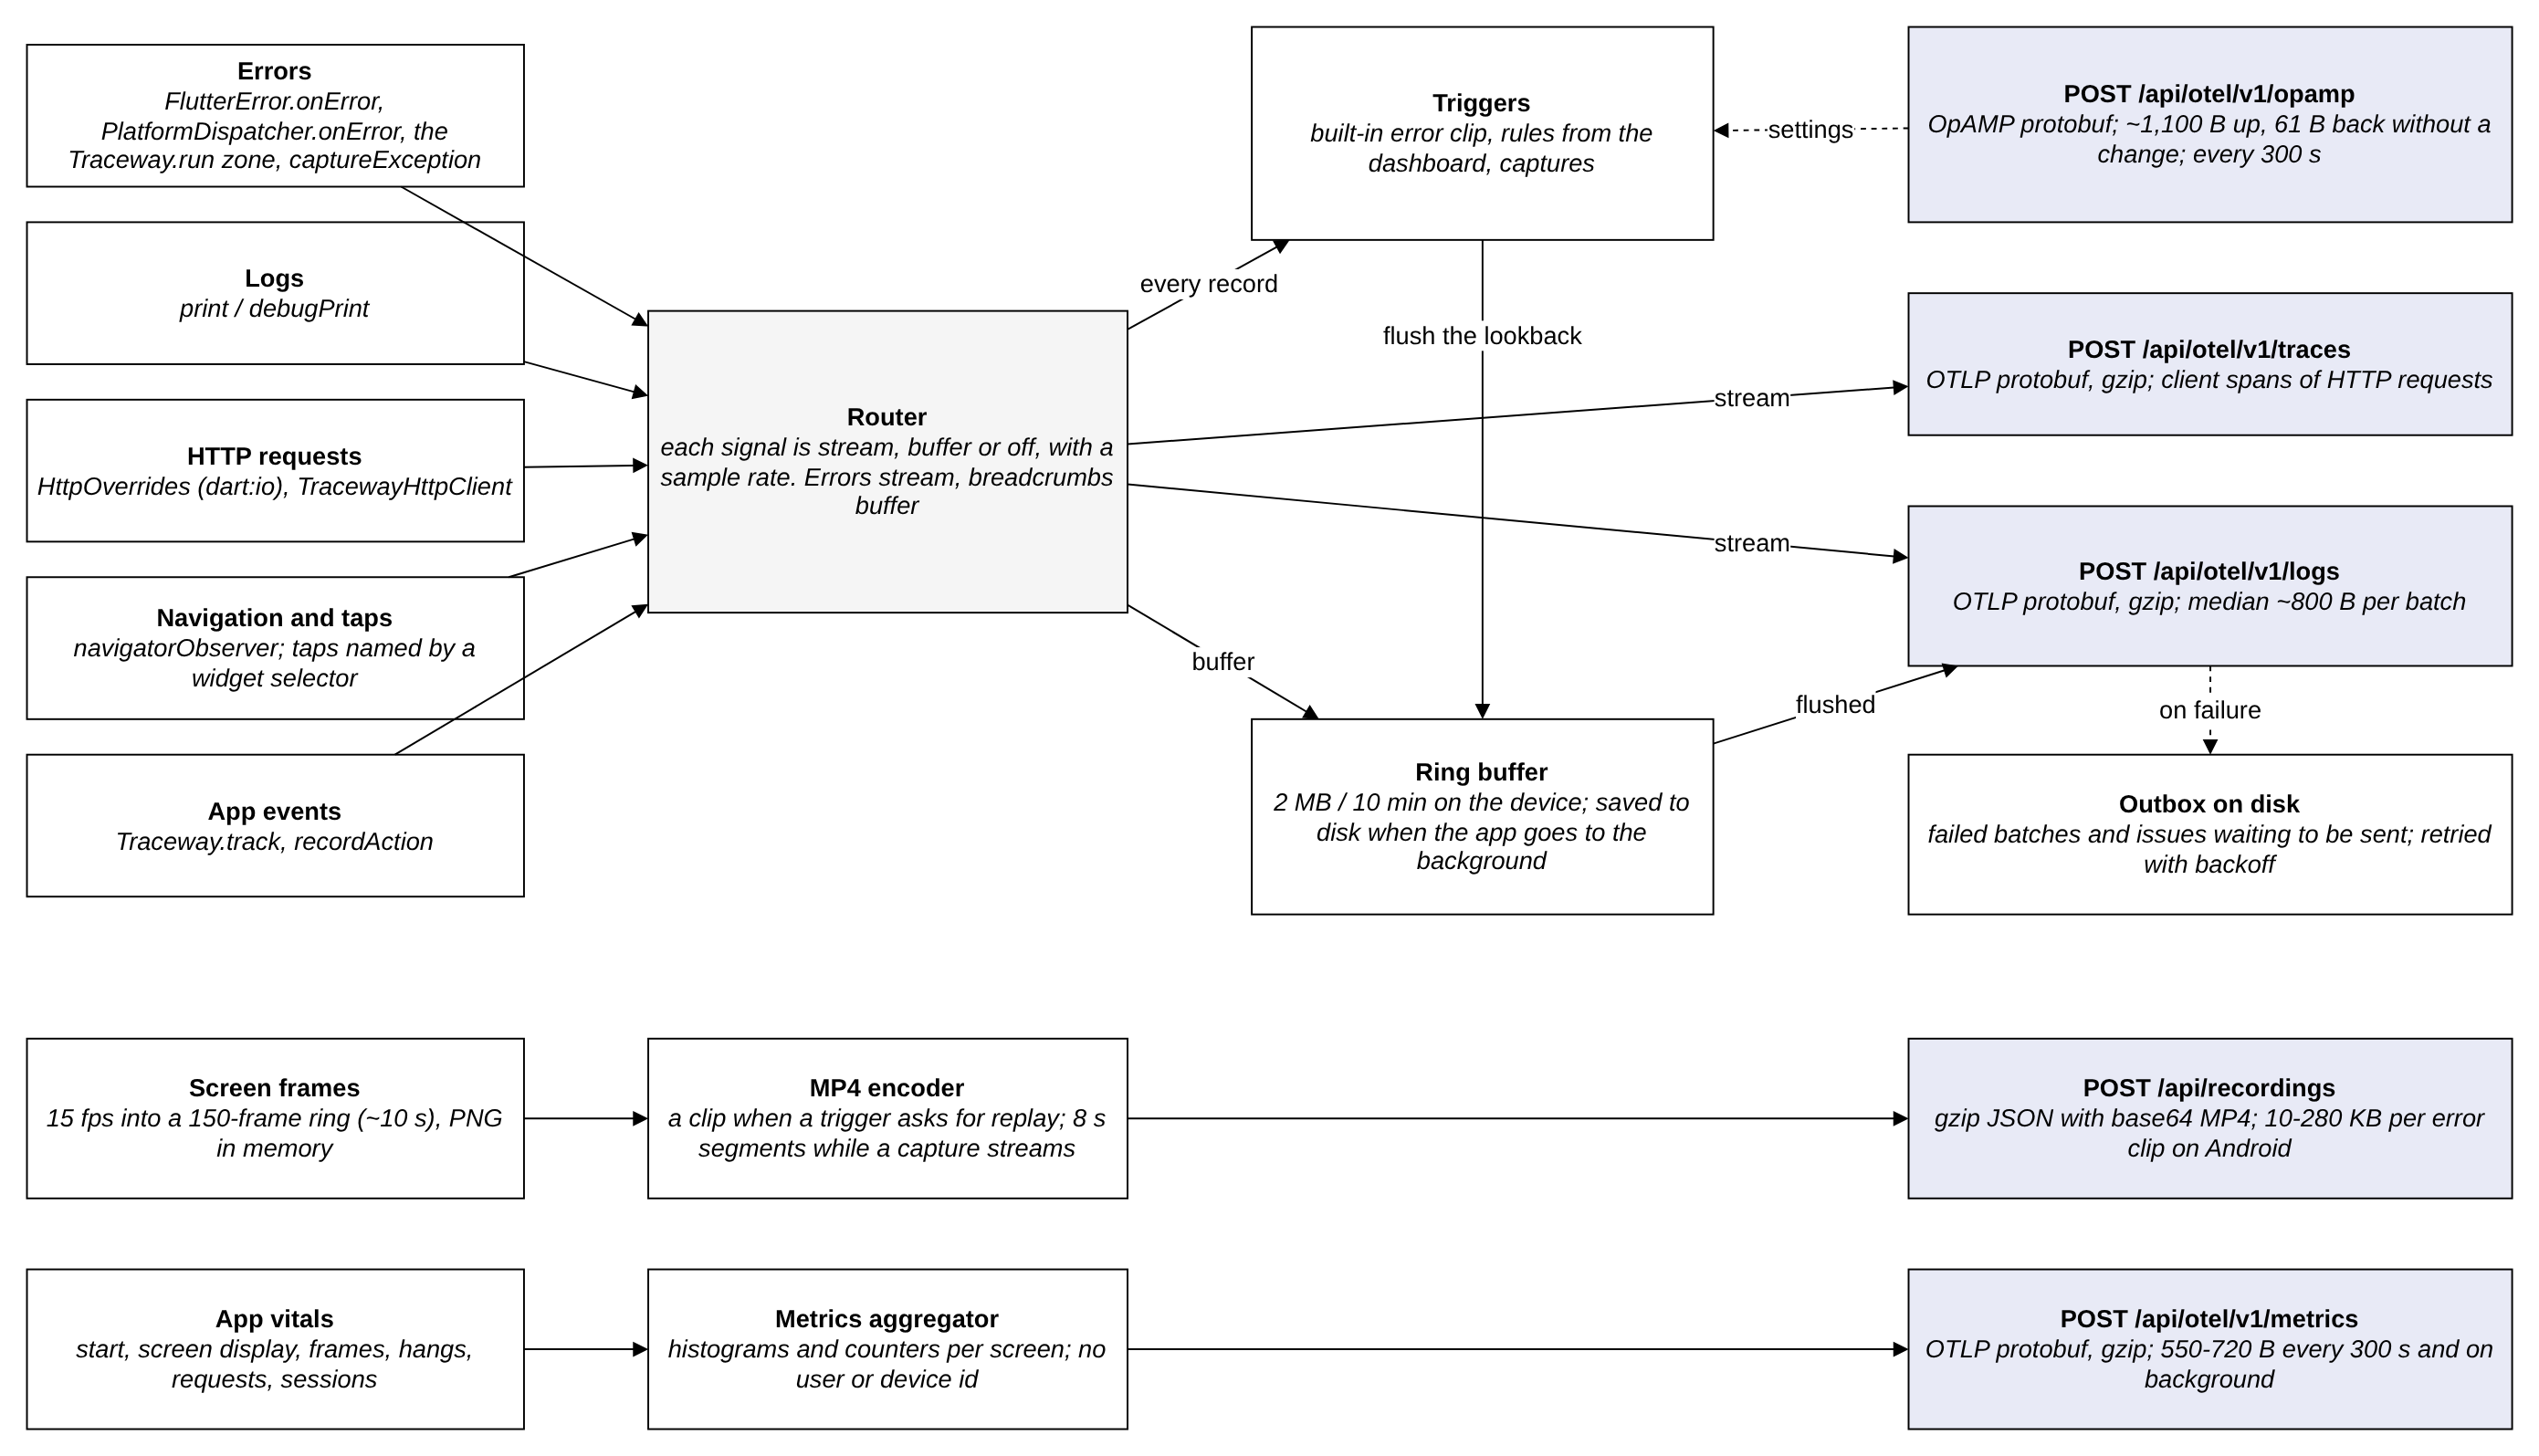 Errors
FlutterError.onError,
PlatformDispatcher.onError, the
Traceway.run zone, captureException
Logs
print / debugPrint
HTTP requests
HttpOverrides (dart:io), TracewayHttpClient
Navigation and taps
navigatorObserver; taps named by a
widget selector
App events
Traceway.track, recordAction
Router
each signal is stream, buffer or off, with a
sample rate. Errors stream, breadcrumbs
buffer
every record
Triggers
built-in error clip, rules from the
dashboard, captures
settings
POST /api/otel/v1/opamp
OpAMP protobuf; ~1,100 B up, 61 B back without a
change; every 300 s
flush the lookback
stream
POST /api/otel/v1/traces
OTLP protobuf, gzip; client spans of HTTP requests
stream
POST /api/otel/v1/logs
OTLP protobuf, gzip; median ~800 B per batch
buffer
Ring buffer
2 MB / 10 min on the device; saved to
disk when the app goes to the
background
flushed
on failure
Outbox on disk
failed batches and issues waiting to be sent; retried
with backoff
Screen frames
15 fps into a 150-frame ring (~10 s), PNG
in memory
MP4 encoder
a clip when a trigger asks for replay; 8 s
segments while a capture streams
POST /api/recordings
gzip JSON with base64 MP4; 10-280 KB per error
clip on Android
App vitals
start, screen display, frames, hangs,
requests, sessions
Metrics aggregator
histograms and counters per screen; no
user or device id
POST /api/otel/v1/metrics
OTLP protobuf, gzip; 550-720 B every 300 s and on
background